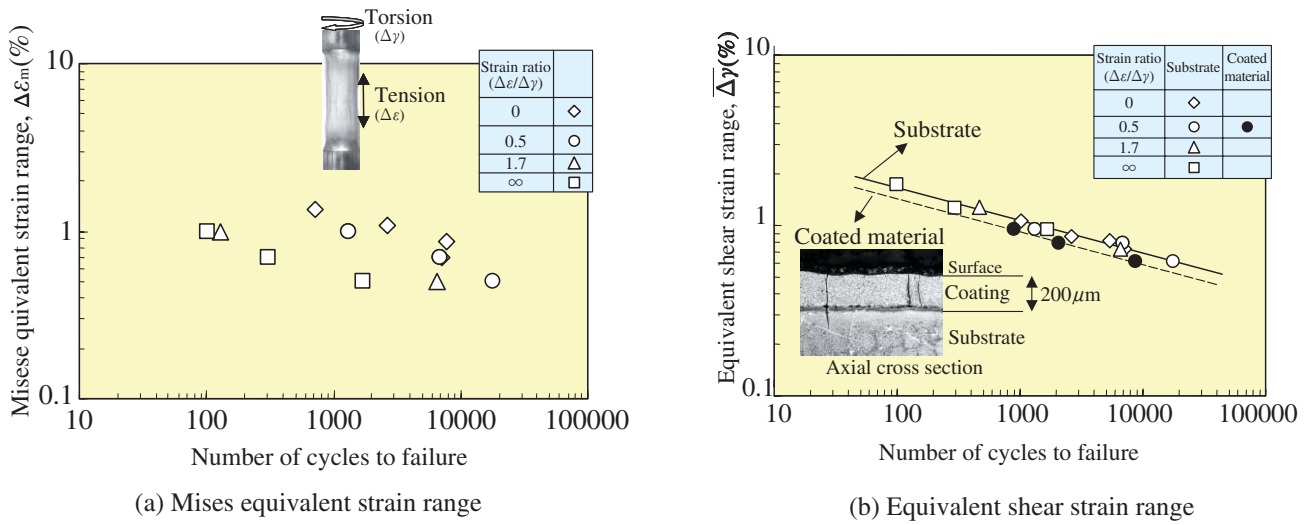 Torsion
(Δγ)
Tension
(Δε)
Strain ratio
(Δε/Δγ)
0
0.5
1.7
∞
Misese equivalent strain range, Δεm(%)
10
1
0.1
10
100
1000
10000
100000
Number of cycles to failure
(a) Mises equivalent strain range
Strain ratio
(Δε/Δγ)
Substrate
Coated
material
0
0.5
1.7
∞
Equivalent shear strain range, Δγ(%)
10
1
0.1
Substrate
Coated material
Surface
Coating
200μm
Substrate
Axial cross section
10
100
1000
10000
100000
Number of cycles to failure
(b) Equivalent shear strain range